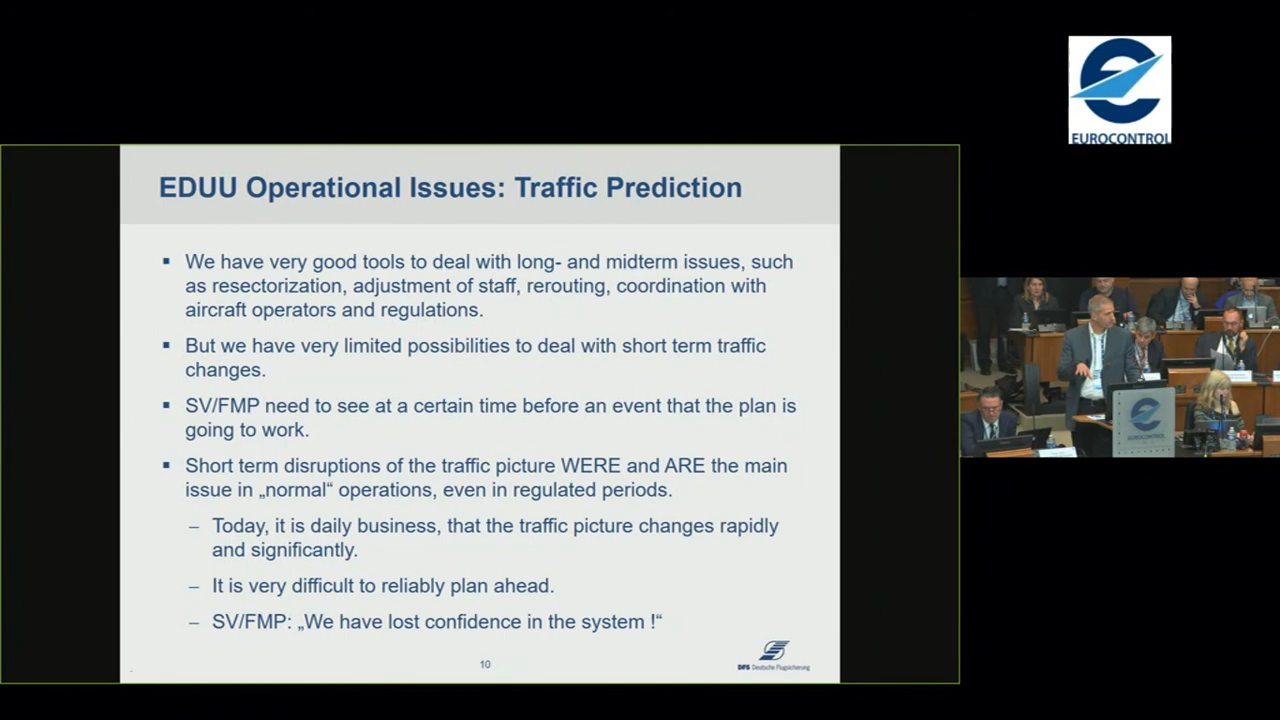 EUROCONTROL
EDUU Operational Issues: Traffic Prediction
▪ We have very good tools to deal with long- and midterm issues, such
as resectorization, adjustment of staff, rerouting, coordination with
aircraft operators and regulations.
▪ But we have very limited possibilities to deal with short term traffic
changes.
▪ SV/FMP need to see at a certain time before an event that the plan is
going to work.
▪ Short term disruptions of the traffic picture WERE and ARE the main
issue in „normal“ operations, even in regulated periods.
– Today, it is daily business, that the traffic picture changes rapidly
and significantly.
– It is very difficult to reliably plan ahead.
– SV/FMP: „We have lost confidence in the system !“
10
DFS Deutsche Flugsicherung
EUROCONTROL